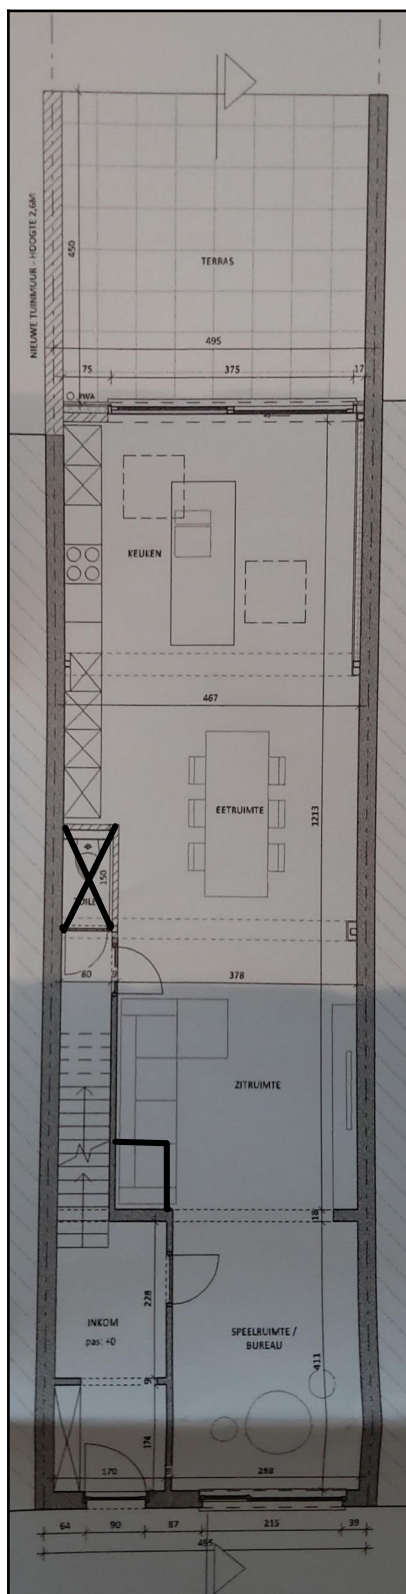 NIEUWE TUINMUUR - HOOGTE 2,6M
450
TERRAS
495
75 375 17
RWA
KEUKEN
467
EETRUIMTE
1213
150
80 9 378
ZITRUIMTE
18
228
INKOM
pas: +0
SPEELRUIMTE /
BUREAU
411
9
174
170 288
64 90 87 215 39
495